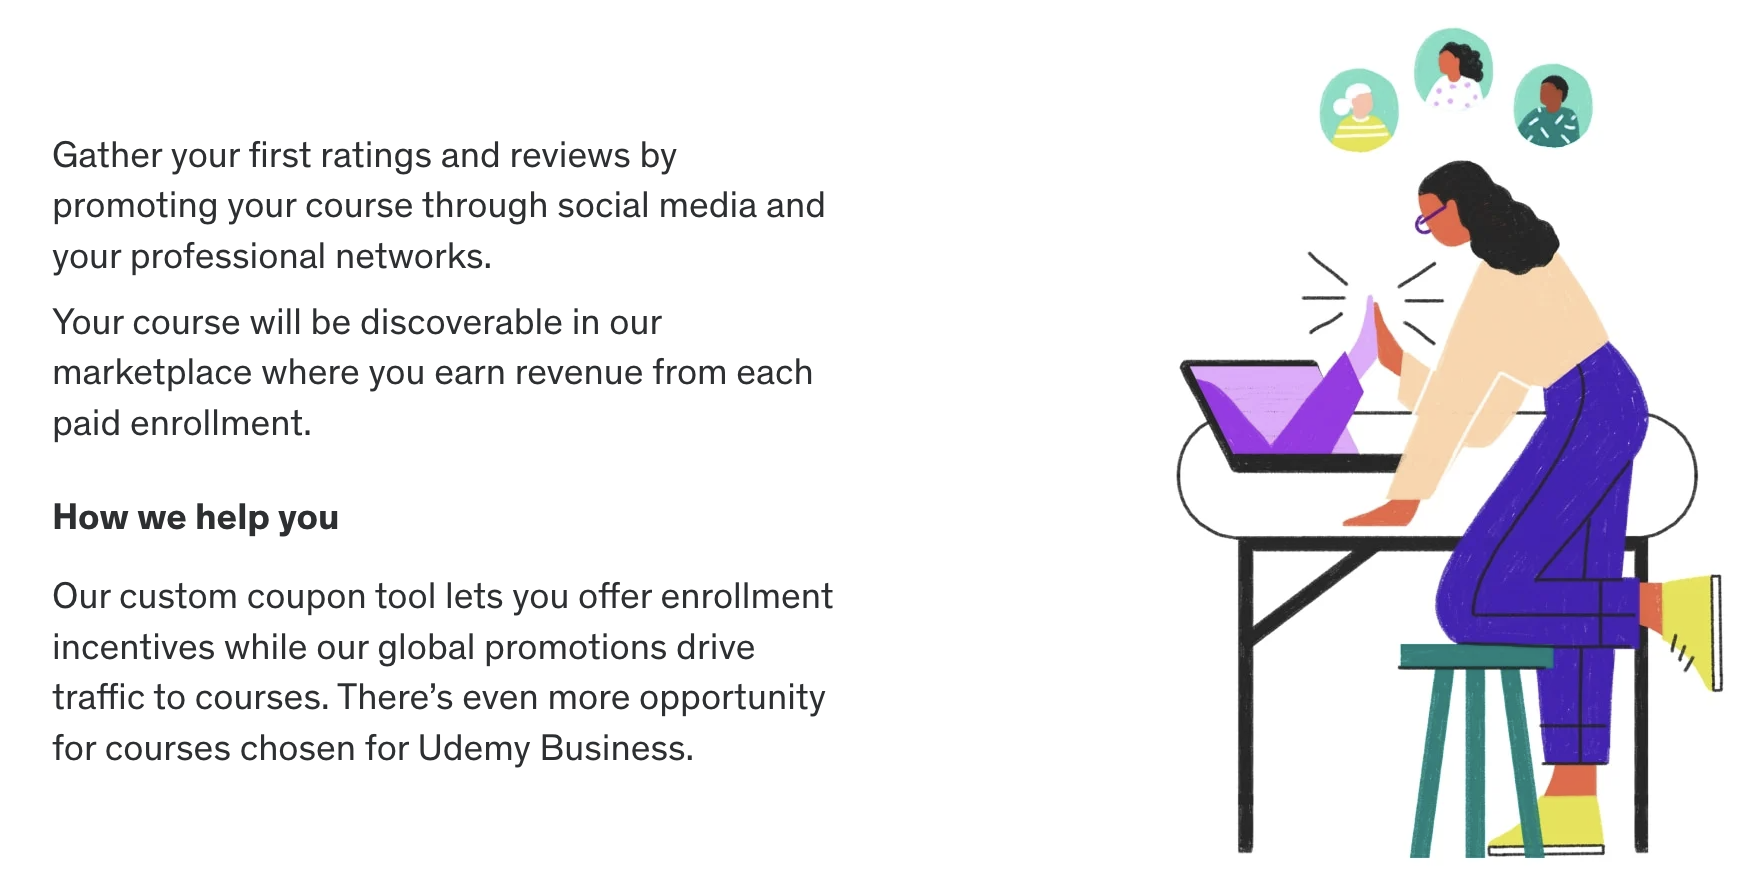 Gather your first ratings and reviews by
promoting your course through social media and
your professional networks.
Your course will be discoverable in our
marketplace where you earn revenue from each
paid enrollment.
How we help you
Our custom coupon tool lets you offer enrollment
incentives while our global promotions drive
traffic to courses. There’s even more opportunity
for courses chosen for Udemy Business.